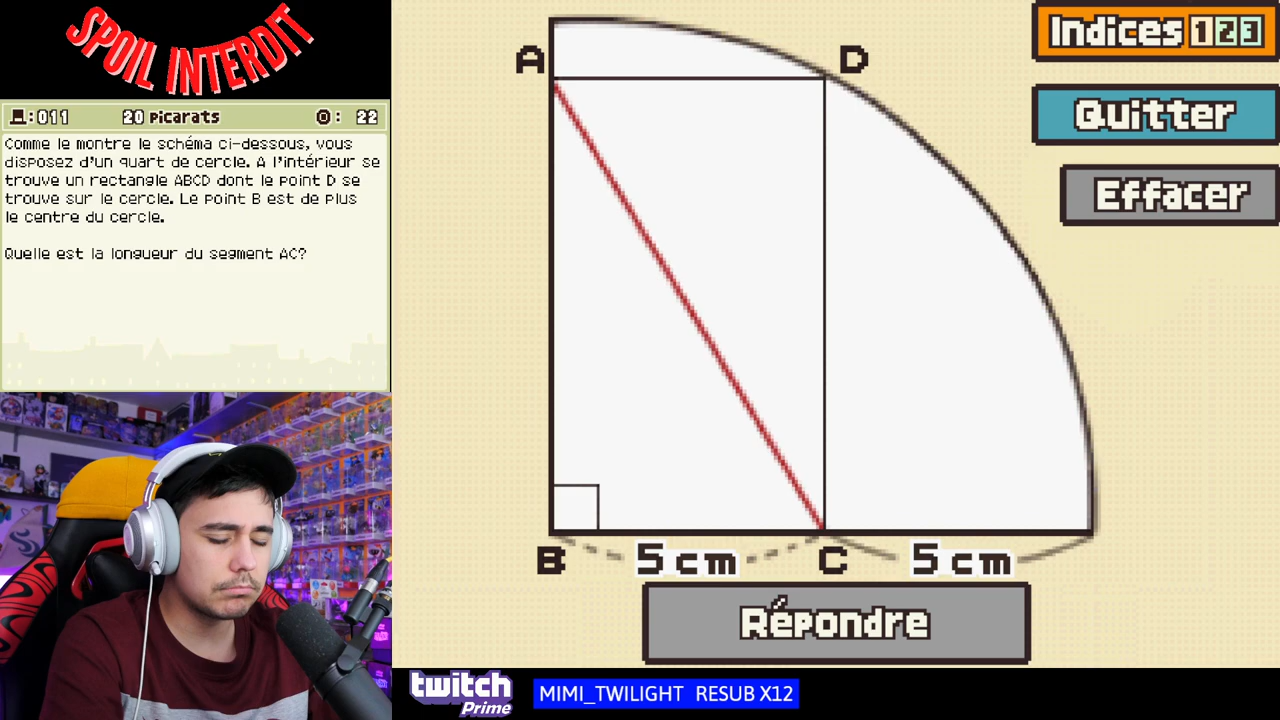 SPOIL INTERDIT
:011 20 PICARATS : 22
Comme le montre le schéma ci-dessous, vous
disposez d'un quart de cercle. A l'intérieur se
trouve un rectangle ABCD dont le point D se
trouve sur le cercle. Le point B est de plus
le centre du cercle.
Quelle est la longueur du segment AC?
A
D
B
5 cm
C
5 cm
Indices 1 2 3
Quitter
Effacer
Répondre
twitch
Prime
MIMI_TWILIGHT RESUB X12